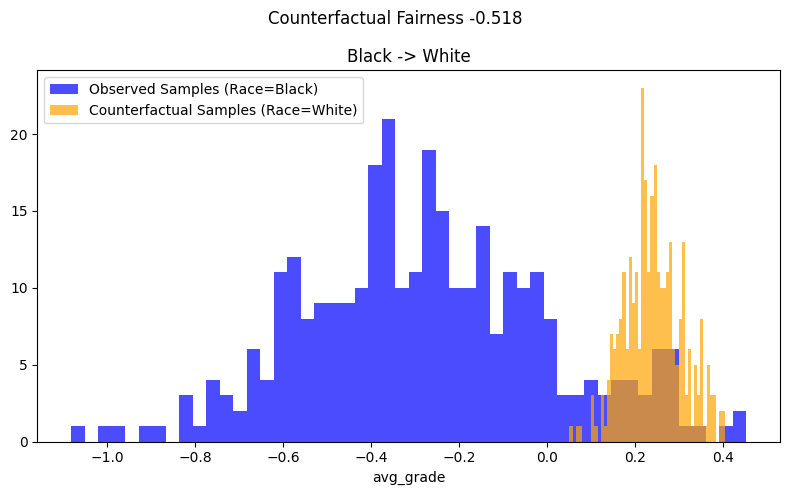 Counterfactual Fairness -0.518
Black -> White
Observed Samples (Race=Black)
Counterfactual Samples (Race=White)
20
15
10
5
0
−1.0 −0.8 −0.6 −0.4 −0.2 0.0 0.2 0.4
avg_grade